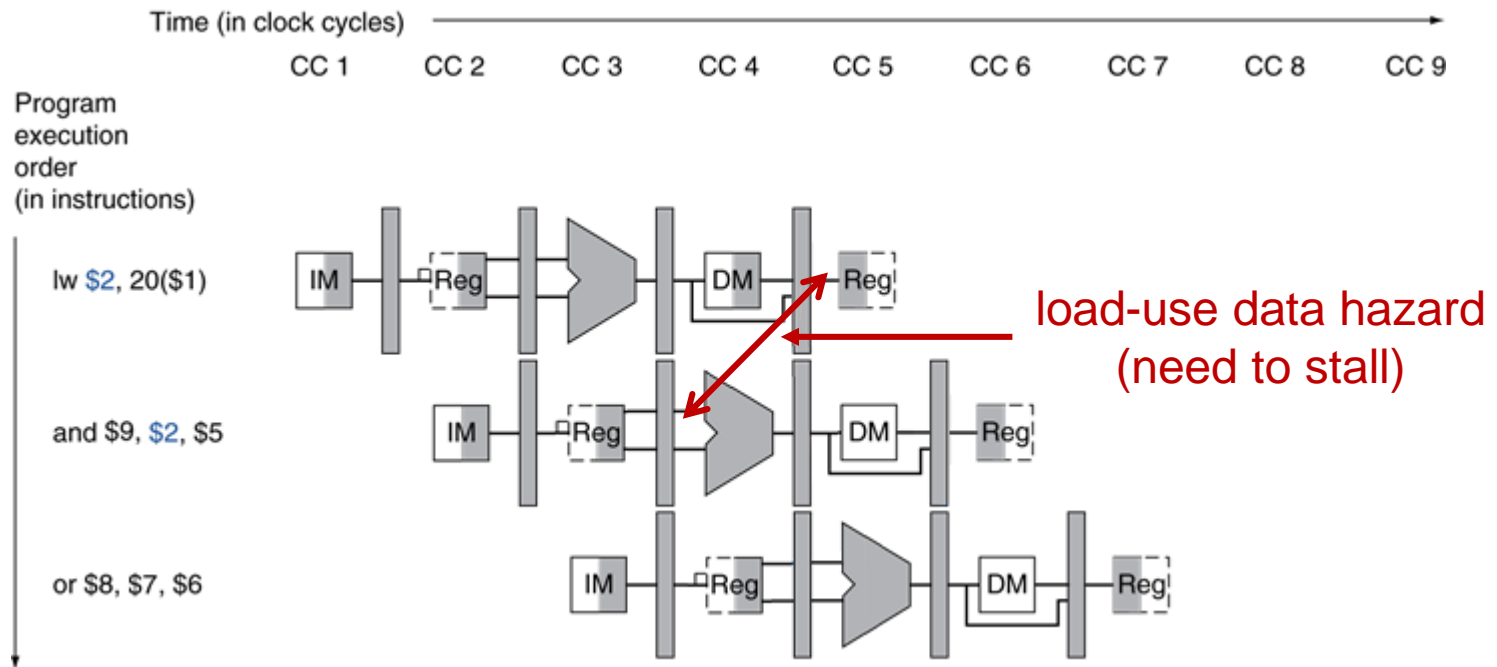 Time (in clock cycles)
CC 1 CC 2 CC 3 CC 4 CC 5 CC 6 CC 7 CC 8 CC 9
Program
execution
order
(in instructions)
lw $2, 20($1)
IM Reg DM Reg
load-use data hazard
(need to stall)
and $9, $2, $5
IM Reg DM Reg
or $8, $7, $6
IM Reg DM Reg